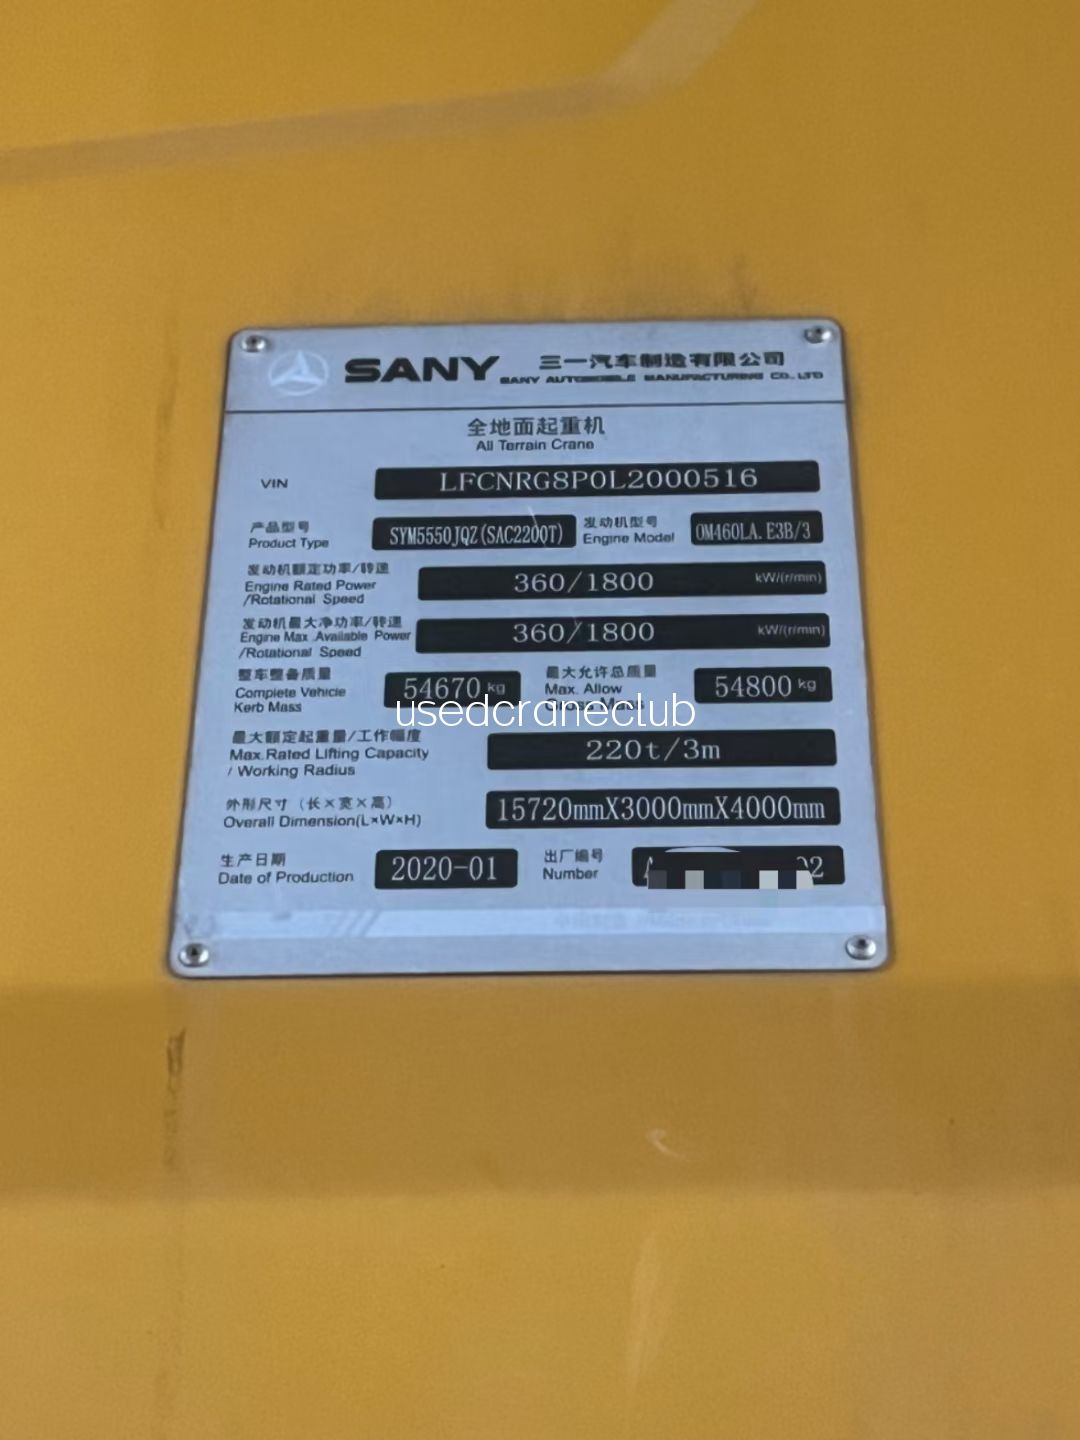 SANY 三一汽车制造有限公司
SANY AUTOMOBILE MANUFACTURING CO., LTD
全地面起重机
All Terrain Crane
VIN LFCNRG8P0L2000516
产品型号 发动机型号
Product Type SYM5550JQZ(SAC2200T) Engine Model OM460LA.E3B/3
发动机额定功率/转速
Engine Rated Power 360/1800 kW/(r/min)
/Rotational Speed
发动机最大净功率/转速
Engine Max .Available Power 360/1800 kW/(r/min)
/Rotational Speed
整车整备质量 最大允许总质量
Complete Vehicle 54670 kg Max. Allow 54800 kg
Kerb Mass Gross Mass
usedcraneclub
最大额定起重量/工作幅度
Max.Rated Lifting Capacity 220t/3m
/ Working Radius
外形尺寸（长×宽×高）
Overall Dimension(L×W×H) 15720mmX3000mmX4000mm
生产日期 出厂编号
Date of Production 2020-01 Number